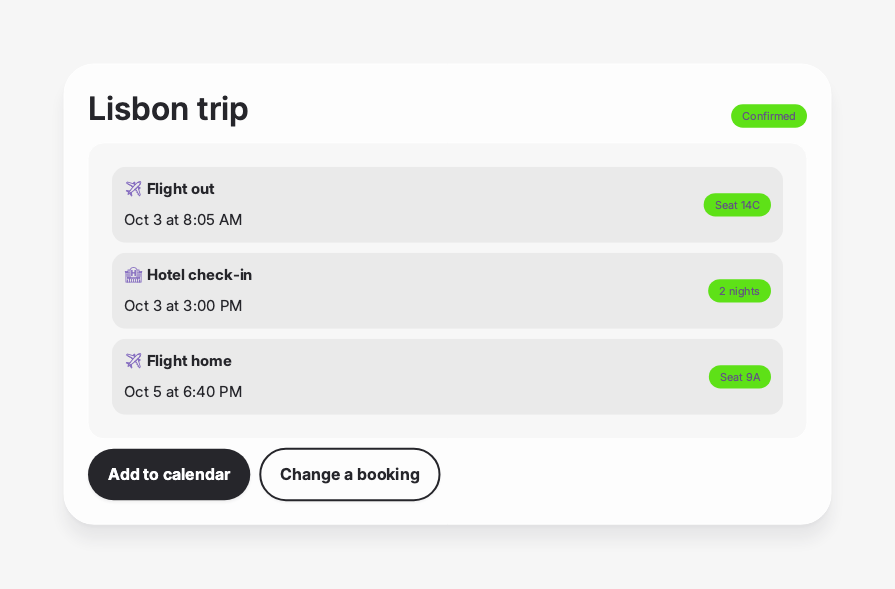 Lisbon trip
Confirmed
Flight out
Oct 3 at 8:05 AM
Seat 14C
Hotel check-in
Oct 3 at 3:00 PM
2 nights
Flight home
Oct 5 at 6:40 PM
Seat 9A
Add to calendar
Change a booking